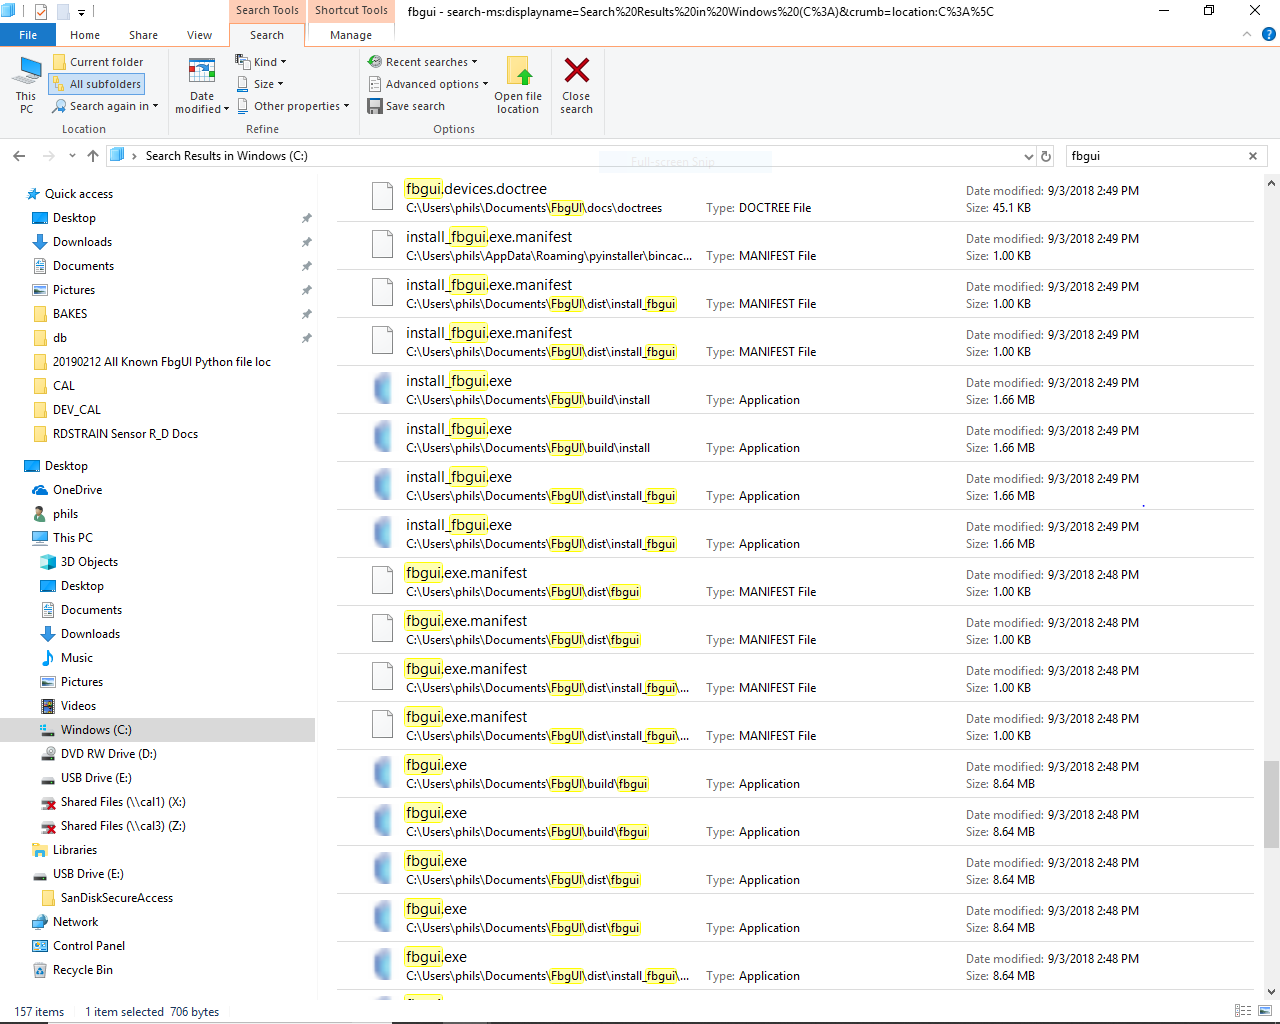 Search Tools Shortcut Tools fbgui - search-ms:displayname=Search%20Results%20in%20Windows%20(C%3A)&crumb=location:C%3A%5C
File Home Share View Search Manage
This PC
Current folder
All subfolders
Search again in
Location
Date modified
Kind
Size
Other properties
Refine
Recent searches
Advanced options
Save search
Options
Open file location
Close search
Search Results in Windows (C:)
Full-screen Snip
fbgui
Quick access
Desktop
Downloads
Documents
Pictures
BAKES
db
20190212 All Known FbgUI Python file loc
CAL
DEV_CAL
RDSTRAIN Sensor R_D Docs
Desktop
OneDrive
phils
This PC
3D Objects
Desktop
Documents
Downloads
Music
Pictures
Videos
Windows (C:)
DVD RW Drive (D:)
USB Drive (E:)
Shared Files (\\cal1) (X:)
Shared Files (\\cal3) (Z:)
Libraries
USB Drive (E:)
SanDiskSecureAccess
Network
Control Panel
Recycle Bin
fbgui.devices.doctree Date modified: 9/3/2018 2:49 PM
C:\Users\phils\Documents\FbgUI\docs\doctrees Type: DOCTREE File Size: 45.1 KB
install_fbgui.exe.manifest Date modified: 9/3/2018 2:49 PM
C:\Users\phils\AppData\Roaming\pyinstaller\bincac... Type: MANIFEST File Size: 1.00 KB
install_fbgui.exe.manifest Date modified: 9/3/2018 2:49 PM
C:\Users\phils\Documents\FbgUI\dist\install_fbgui Type: MANIFEST File Size: 1.00 KB
install_fbgui.exe.manifest Date modified: 9/3/2018 2:49 PM
C:\Users\phils\Documents\FbgUI\dist\install_fbgui Type: MANIFEST File Size: 1.00 KB
install_fbgui.exe Date modified: 9/3/2018 2:49 PM
C:\Users\phils\Documents\FbgUI\build\install Type: Application Size: 1.66 MB
install_fbgui.exe Date modified: 9/3/2018 2:49 PM
C:\Users\phils\Documents\FbgUI\build\install Type: Application Size: 1.66 MB
install_fbgui.exe Date modified: 9/3/2018 2:49 PM
C:\Users\phils\Documents\FbgUI\dist\install_fbgui Type: Application Size: 1.66 MB
install_fbgui.exe Date modified: 9/3/2018 2:49 PM
C:\Users\phils\Documents\FbgUI\dist\install_fbgui Type: Application Size: 1.66 MB
fbgui.exe.manifest Date modified: 9/3/2018 2:48 PM
C:\Users\phils\Documents\FbgUI\dist\fbgui Type: MANIFEST File Size: 1.00 KB
fbgui.exe.manifest Date modified: 9/3/2018 2:48 PM
C:\Users\phils\Documents\FbgUI\dist\fbgui Type: MANIFEST File Size: 1.00 KB
fbgui.exe.manifest Date modified: 9/3/2018 2:48 PM
C:\Users\phils\Documents\FbgUI\dist\install_fbgui\... Type: MANIFEST File Size: 1.00 KB
fbgui.exe.manifest Date modified: 9/3/2018 2:48 PM
C:\Users\phils\Documents\FbgUI\dist\install_fbgui\... Type: MANIFEST File Size: 1.00 KB
fbgui.exe Date modified: 9/3/2018 2:48 PM
C:\Users\phils\Documents\FbgUI\build\fbgui Type: Application Size: 8.64 MB
fbgui.exe Date modified: 9/3/2018 2:48 PM
C:\Users\phils\Documents\FbgUI\build\fbgui Type: Application Size: 8.64 MB
fbgui.exe Date modified: 9/3/2018 2:48 PM
C:\Users\phils\Documents\FbgUI\dist\fbgui Type: Application Size: 8.64 MB
fbgui.exe Date modified: 9/3/2018 2:48 PM
C:\Users\phils\Documents\FbgUI\dist\fbgui Type: Application Size: 8.64 MB
fbgui.exe Date modified: 9/3/2018 2:48 PM
C:\Users\phils\Documents\FbgUI\dist\install_fbgui\... Type: Application Size: 8.64 MB
157 items 1 item selected 706 bytes